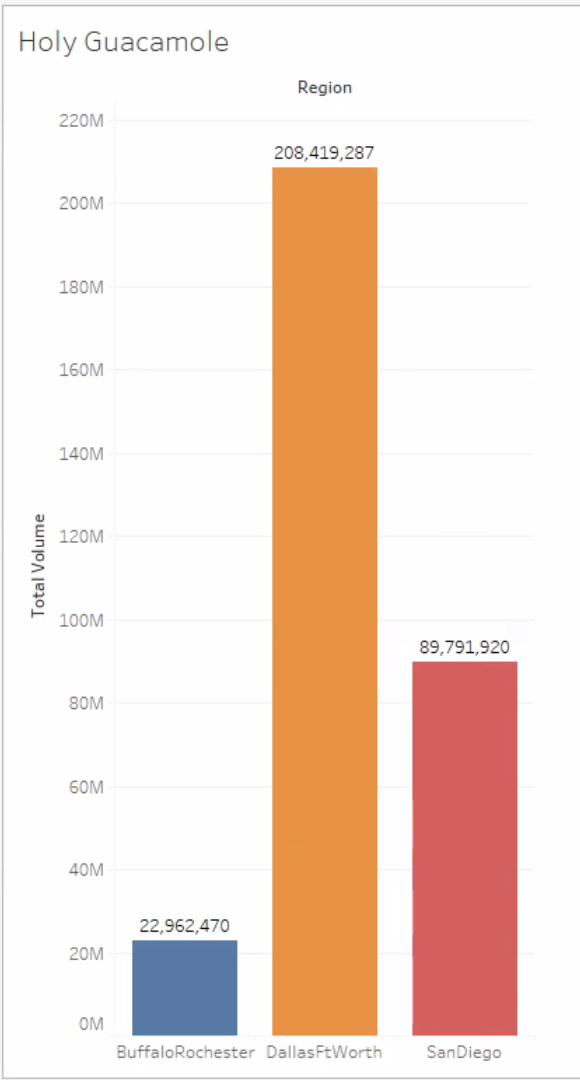 Holy Guacamole
Region
220M
208,419,287
200M
180M
160M
140M
120M
Total Volume
100M
89,791,920
80M
60M
40M
22,962,470
20M
0M
BuffaloRochester DallasFtWorth SanDiego